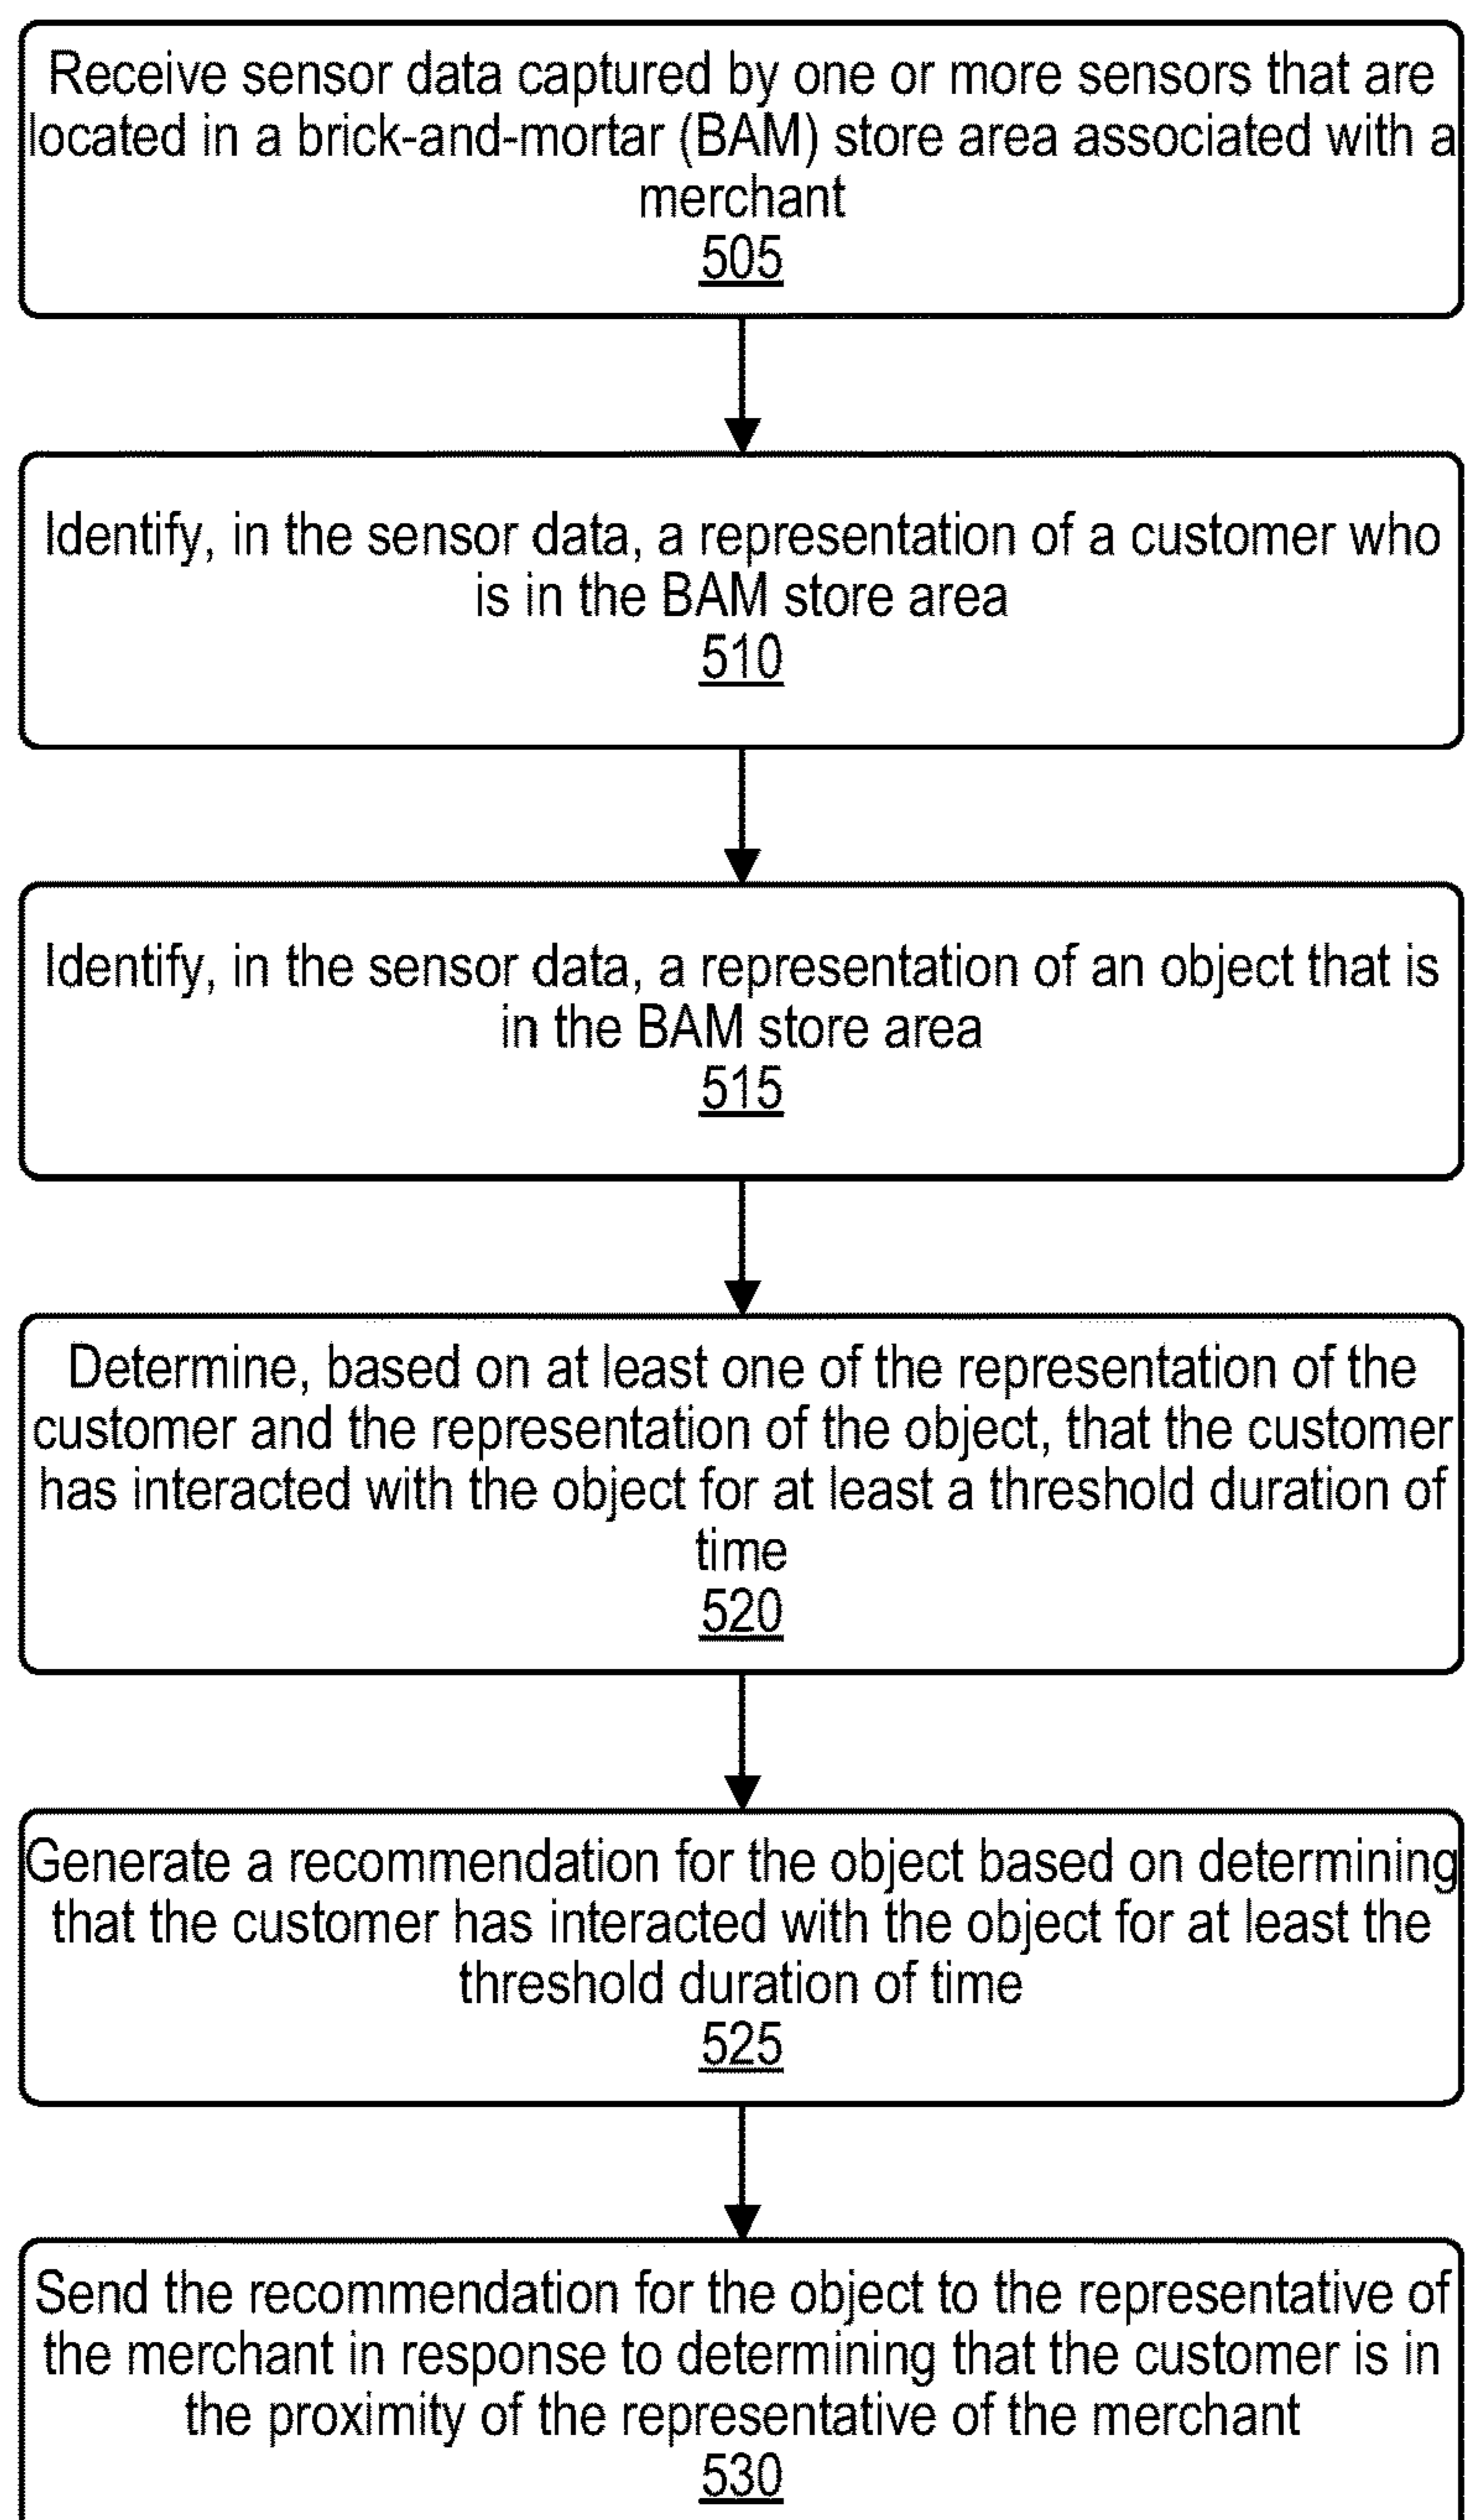 Receive sensor data captured by one or more sensors that are
located in a brick-and-mortar (BAM) store area associated with a
merchant
505
Identify, in the sensor data, a representation of a customer who
is in the BAM store area
510
Identify, in the sensor data, a representation of an object that is
in the BAM store area
515
Determine, based on at least one of the representation of the
customer and the representation of the object, that the customer
has interacted with the object for at least a threshold duration of
time
520
Generate a recommendation for the object based on determining
that the customer has interacted with the object for at least the
threshold duration of time
525
Send the recommendation for the object to the representative of
the merchant in response to determining that the customer is in
the proximity of the representative of the merchant
530